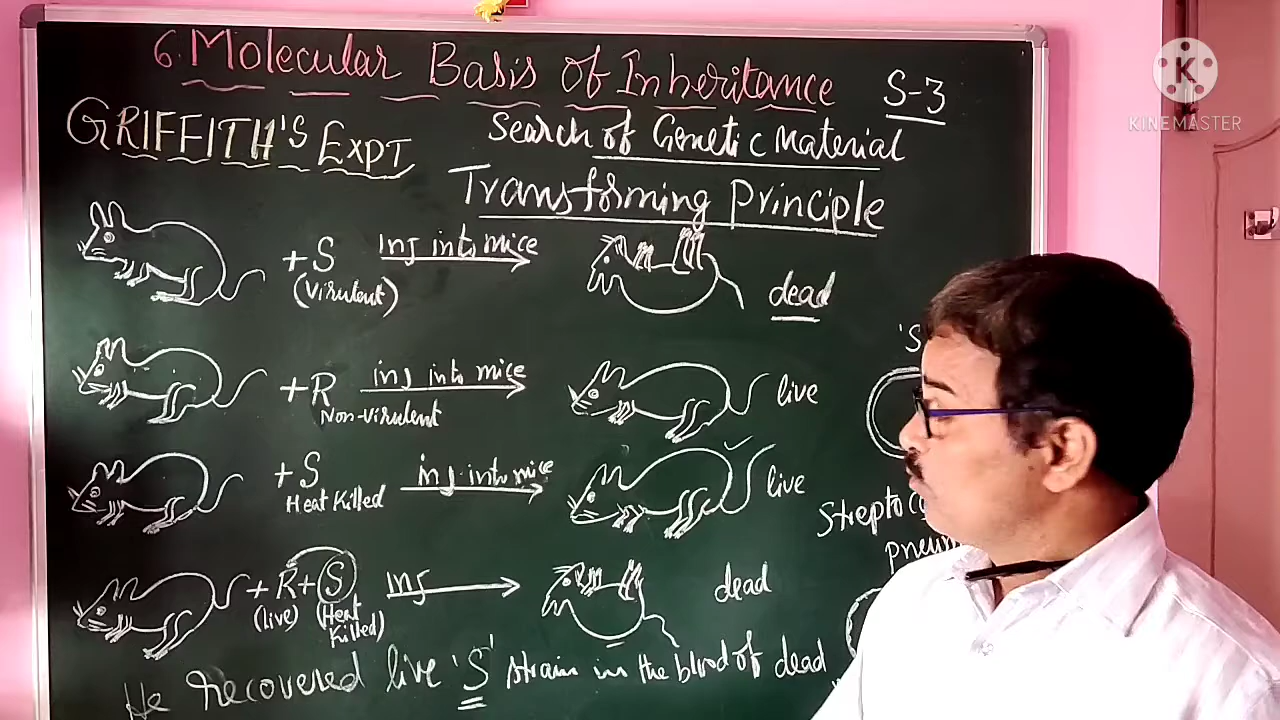 6. Molecular Basis of Inheritance
S-3
GRIFFITH'S EXPT
Search of Genetic Material
Transforming Principle
+ S inj into mice
(Virulent)
dead
+ R inj into mice
Non-virulent
live
+ S inj into mice
Heat Killed
live
+ R + S inj
(live) (Heat Killed)
dead
He recovered live 'S' strain in the blood of dead
'S
Strepto
pneum
K
KINEMASTER